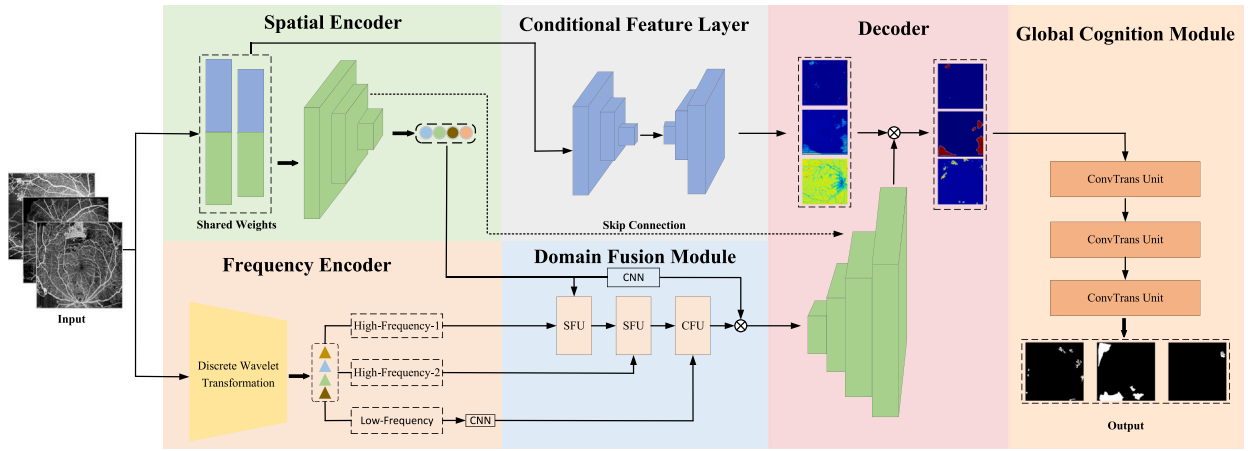 Spatial Encoder
Conditional Feature Layer
Decoder
Global Cognition Module
Shared Weights
Skip Connection
Input
Frequency Encoder
Domain Fusion Module
Discrete Wavelet
Transformation
High-Frequency-1
High-Frequency-2
Low-Frequency
CNN
CNN
SFU
SFU
CFU
ConvTrans Unit
ConvTrans Unit
ConvTrans Unit
Output